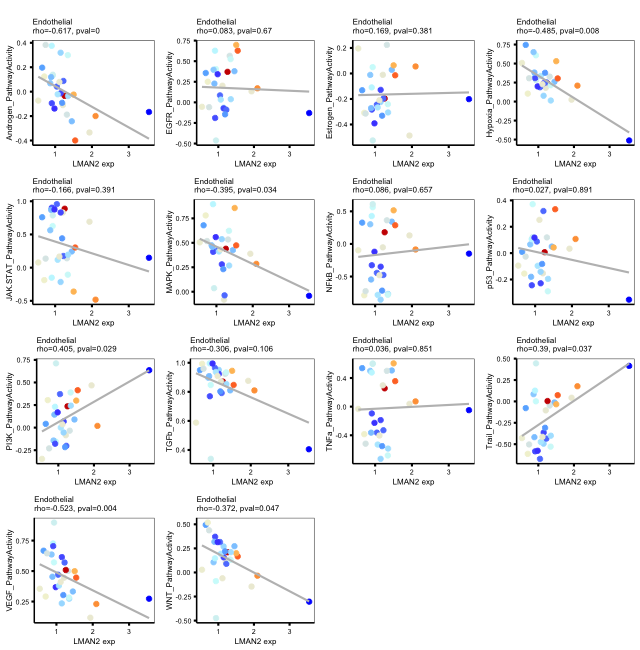 Endothelial
rho=-0.617, pval=0
Androgen_PathwayActivity
0.4
0.2
0.0
-0.2
-0.4
1
2
3
LMAN2 exp
Endothelial
rho=0.083, pval=0.67
EGFR_PathwayActivity
0.75
0.50
0.25
0.00
-0.25
-0.50
1
2
3
LMAN2 exp
Endothelial
rho=0.169, pval=0.381
Estrogen_PathwayActivity
0.2
0.0
-0.2
-0.4
1
2
3
LMAN2 exp
Endothelial
rho=-0.485, pval=0.008
Hypoxia_PathwayActivity
0.75
0.50
0.25
0.00
-0.25
-0.50
1
2
3
LMAN2 exp
rho=-0.166, pval=0.391
JAK-STAT_PathwayActivity
1.0
0.5
0.0
-0.5
1
2
3
LMAN2 exp
Endothelial
rho=-0.395, pval=0.034
MAPK_PathwayActivity
0.75
0.50
0.25
0.00
1
2
3
LMAN2 exp
Endothelial
rho=0.086, pval=0.657
NFkB_PathwayActivity
0.5
0.0
-0.5
1
2
3
LMAN2 exp
Endothelial
rho=0.027, pval=0.891
p53_PathwayActivity
0.4
0.2
0.0
-0.2
1
2
3
LMAN2 exp
Endothelial
rho=0.405, pval=0.029
PI3K_PathwayActivity
0.75
0.50
0.25
0.00
-0.25
1
2
3
LMAN2 exp
Endothelial
rho=-0.306, pval=0.106
TGFb_PathwayActivity
1.0
0.8
0.6
0.4
1
2
3
LMAN2 exp
Endothelial
rho=0.036, pval=0.851
TNFa_PathwayActivity
0.4
0.0
-0.4
1
2
3
LMAN2 exp
Endothelial
rho=0.39, pval=0.037
Trail_PathwayActivity
0.50
0.25
0.00
-0.25
-0.50
1
2
3
LMAN2 exp
Endothelial
rho=-0.523, pval=0.004
VEGF_PathwayActivity
0.75
0.50
0.25
1
2
3
LMAN2 exp
Endothelial
rho=-0.372, pval=0.047
WNT_PathwayActivity
0.50
0.25
0.00
-0.25
-0.50
1
2
3
LMAN2 exp